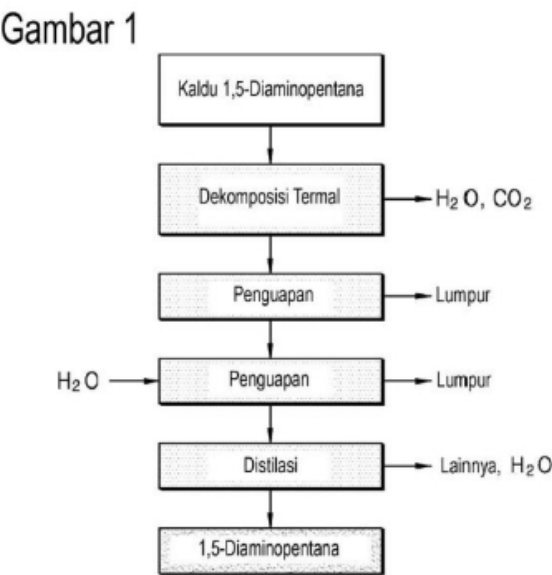 Gambar 1
Kaldu 1,5-Diaminopentana
Dekomposisi Termal
H₂O, CO₂
Penguapan
Lumpur
H₂O
Penguapan
Lumpur
Distilasi
Lainnya, H₂O
1,5-Diaminopentana